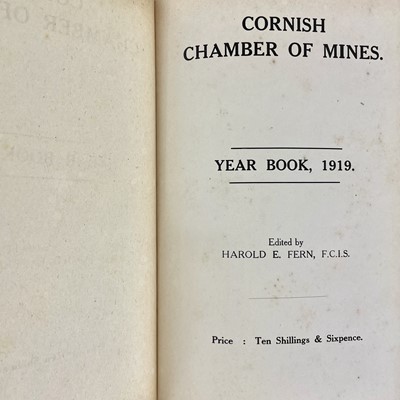 CORNISH
CHAMBER OF MINES.
YEAR BOOK, 1919.
Edited by
HAROLD E. FERN, F.C.I.S.
Price : Ten Shillings & Sixpence.